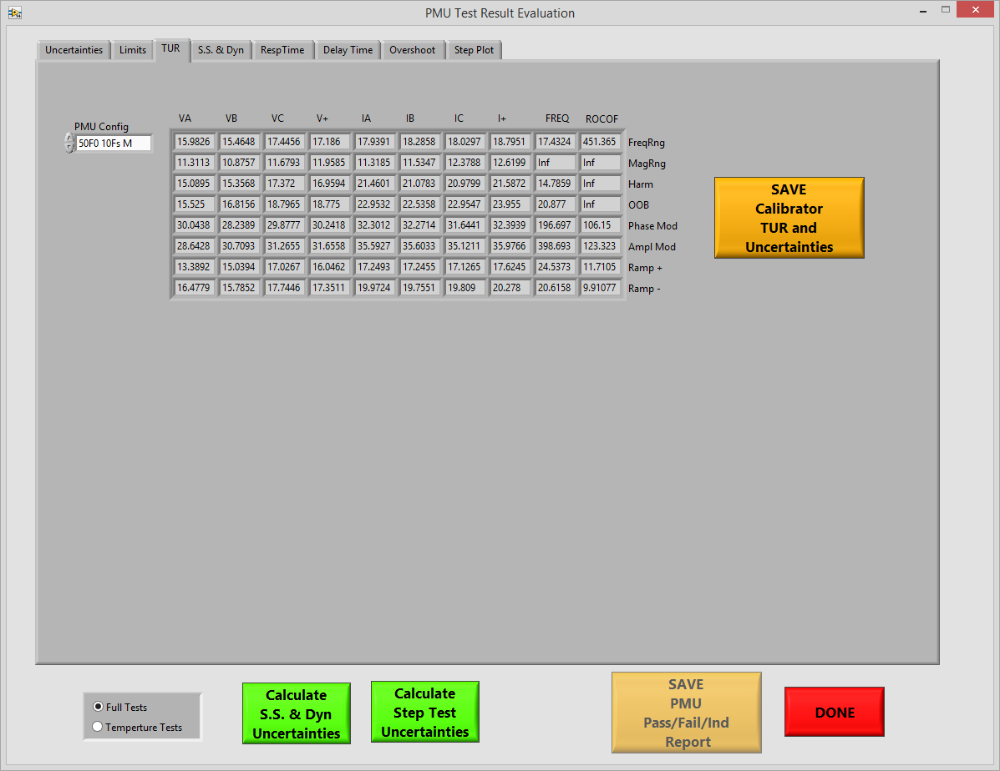 PMU Test Result Evaluation
Uncertainties Limits TUR S.S. & Dyn RespTime Delay Time Overshoot Step Plot
PMU Config
50F0 10Fs M
VA VB VC V+ IA IB IC I+ FREQ ROCOF
15.9826 15.4648 17.4456 17.186 17.9391 18.2858 18.0297 18.7951 17.4324 451.365 FreqRng
11.3113 10.8757 11.6793 11.9585 11.3185 11.5347 12.3788 12.6199 Inf Inf MagRng
15.0895 15.3568 17.372 16.9594 21.4601 21.0783 20.9799 21.5872 14.7859 Inf Harm
15.525 16.8156 18.7965 18.775 22.9532 22.5358 22.9547 23.955 20.877 Inf OOB
30.0438 28.2389 29.8777 30.2418 32.3012 32.2714 31.6441 32.3939 196.697 106.15 Phase Mod
28.6428 30.7093 31.2655 31.6558 35.5927 35.6033 35.1211 35.9766 398.693 123.323 Ampl Mod
13.3892 15.0394 17.0267 16.0462 17.2493 17.2455 17.1265 17.6245 24.5373 11.7105 Ramp +
16.4779 15.7852 17.7446 17.3511 19.9724 19.7551 19.809 20.278 20.6158 9.91077 Ramp -
SAVE
Calibrator
TUR and
Uncertainties
Full Tests
Temperture Tests
Calculate
S.S. & Dyn
Uncertainties
Calculate
Step Test
Uncertainties
SAVE
PMU
Pass/Fail/Ind
Report
DONE